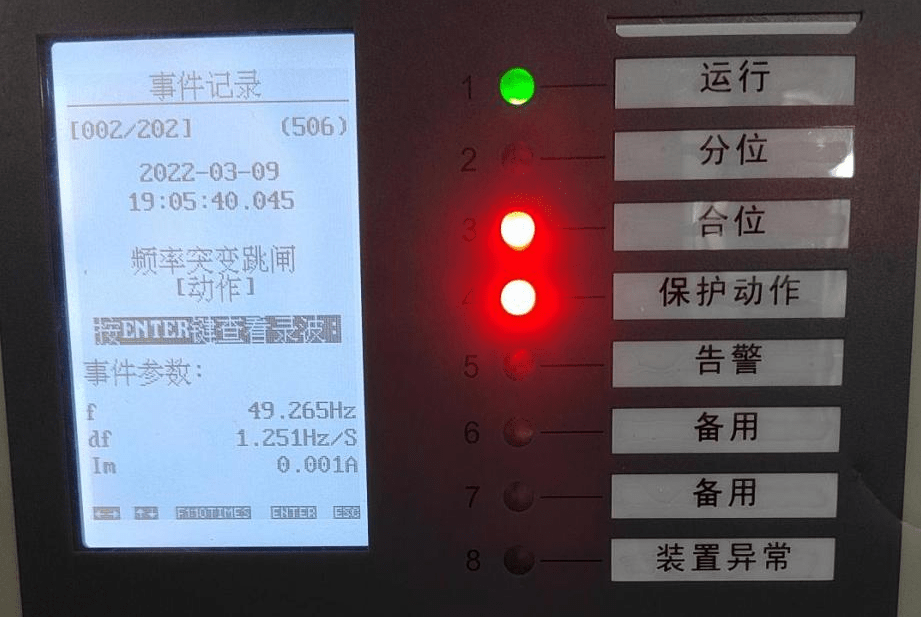 事件记录
[002/202] (506)
2022-03-09
19:05:40.045
频率突变跳闸
[动作]
按ENTER键查看录波:
事件参数:
f 49.265Hz
df 1.251Hz/S
Im 0.001A
←→ ↑↓ F1 10TIMES ENTER ESC
1 运行
2 分位
3 合位
4 保护动作
5 告警
6 备用
7 备用
8 装置异常